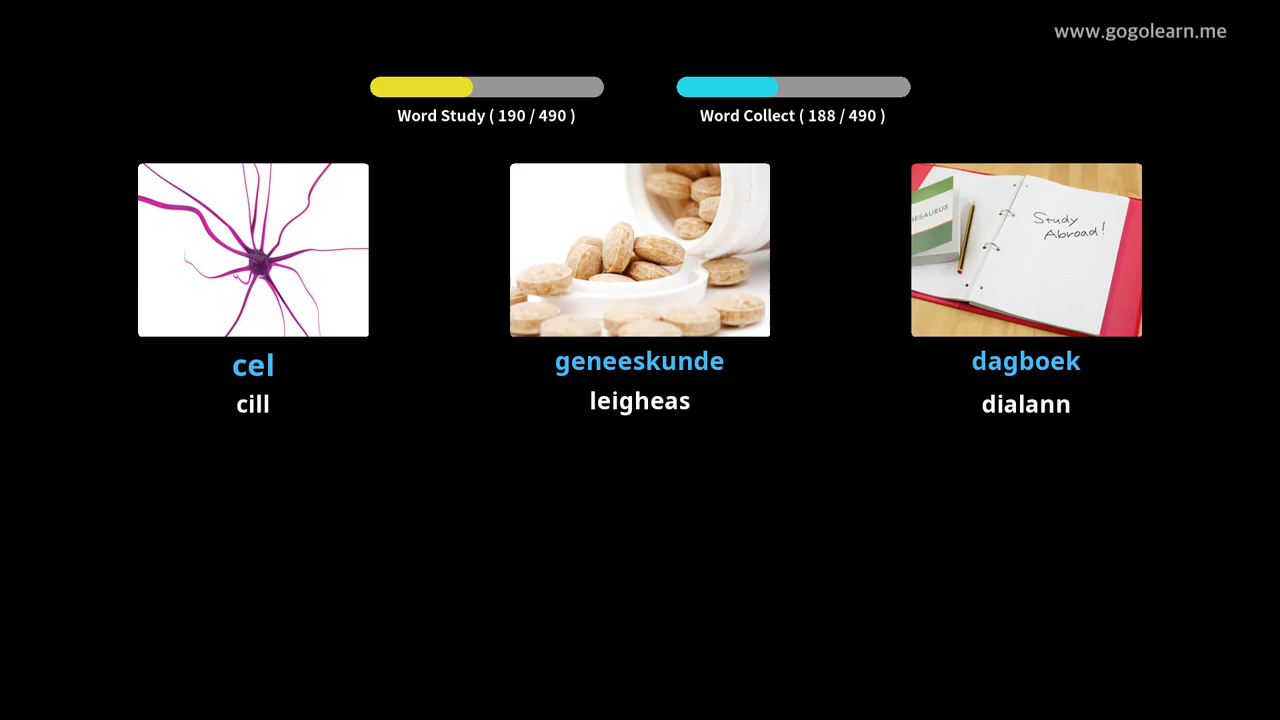 www.gogolearn.me
Word Study ( 190 / 490 )
Word Collect ( 188 / 490 )
HESAURUS
Study
Abroad!
cel
geneeskunde
dagboek
cill
leigheas
dialann